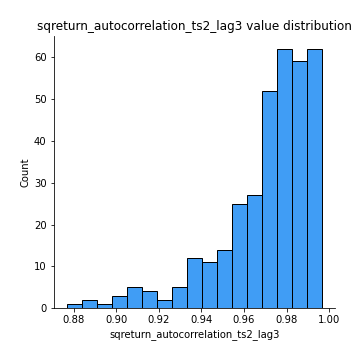 sqreturn_autocorrelation_ts2_lag3 value distribution
60
50
40
30
20
10
0
Count
0.88 0.90 0.92 0.94 0.96 0.98 1.00
sqreturn_autocorrelation_ts2_lag3